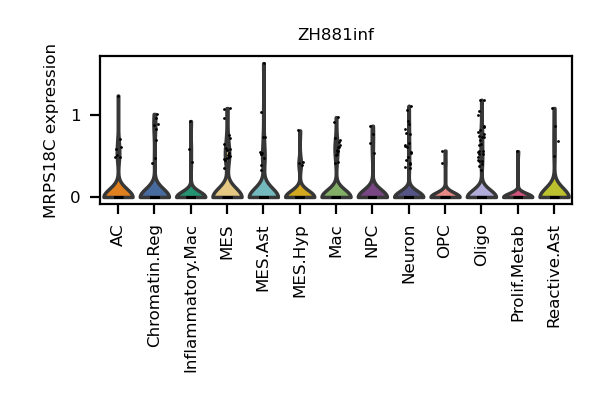 ZH881inf
MRPS18C expression
1
0
AC
Chromatin.Reg
Inflammatory.Mac
MES
MES.Ast
MES.Hyp
Mac
NPC
Neuron
OPC
Oligo
Prolif.Metab
Reactive.Ast